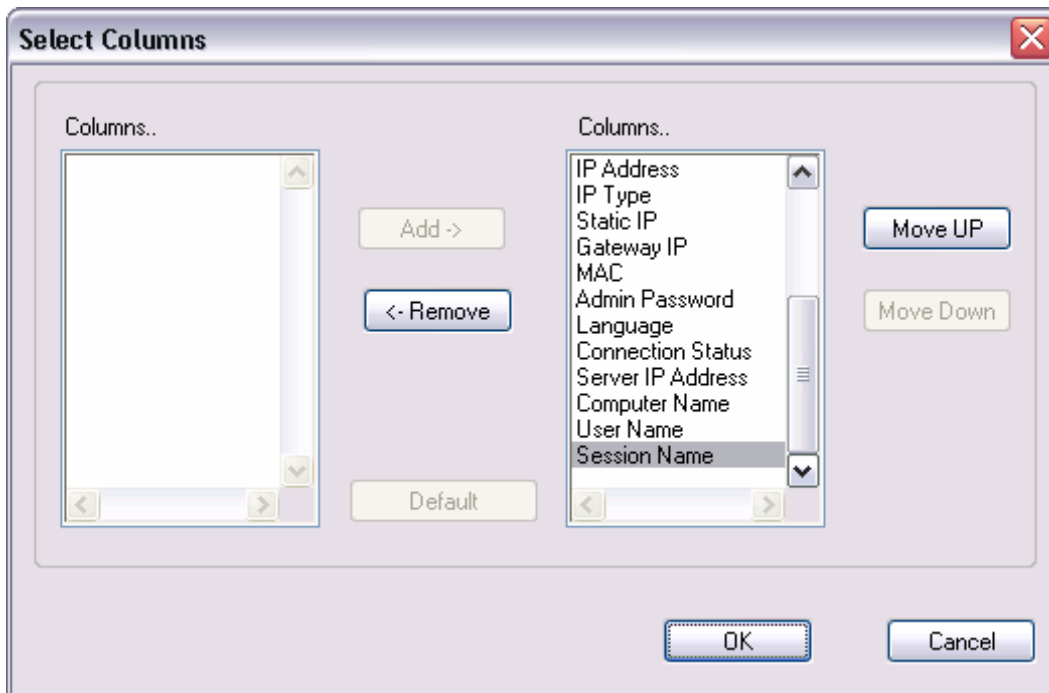 Select Columns
Columns..
Columns..
IP Address
IP Type
Static IP
Gateway IP
MAC
Admin Password
Language
Connection Status
Server IP Address
Computer Name
User Name
Session Name
Add ->
<- Remove
Default
Move UP
Move Down
OK
Cancel